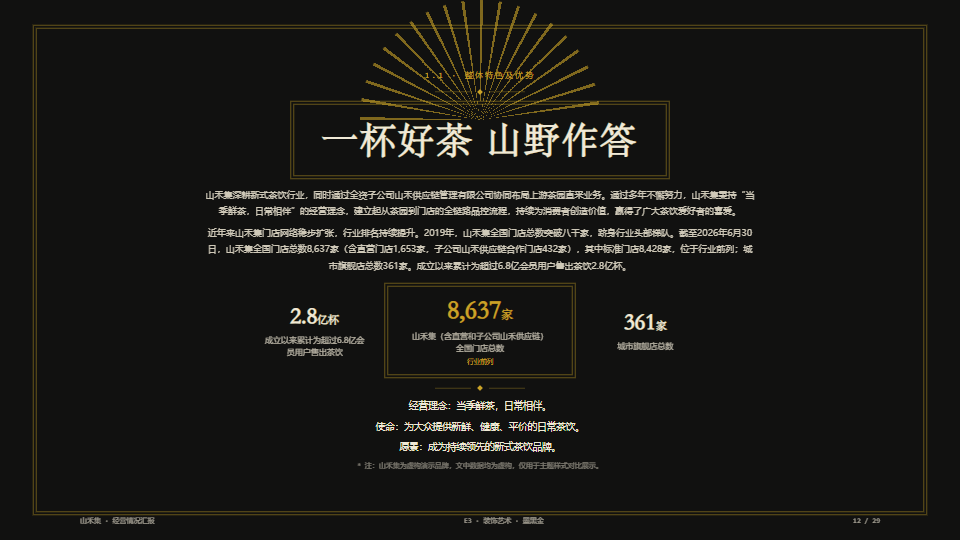 1.1 · 整体特色及优势
一杯好茶 山野作答
山禾集深耕新式茶饮行业，同时通过全资子公司山禾供应链管理有限公司协同布局上游茶园直采业务。通过多年不懈努力，山禾集秉持“当
季鲜茶，日常相伴”的经营理念，建立起从茶园到门店的全链路品控流程，持续为消费者创造价值，赢得了广大茶饮爱好者的喜爱。
近年来山禾集门店网络稳步扩张，行业排名持续提升。2019年，山禾集全国门店总数突破八千家，跻身行业头部梯队。截至2026年6月30
日，山禾集全国门店总数8,637家（含直营门店1,653家，子公司山禾供应链合作门店432家），其中标准门店8,428家，位于行业前列；城
市旗舰店总数361家。成立以来累计为超过6.8亿会员用户售出茶饮2.8亿杯。
2.8亿杯
成立以来累计为超过6.8亿会
员用户售出茶饮
8,637家
山禾集（含直营和子公司山禾供应链）
全国门店总数
行业前列
361家
城市旗舰店总数
经营理念：当季鲜茶，日常相伴。
使命：为大众提供新鲜、健康、平价的日常茶饮。
愿景：成为持续领先的新式茶饮品牌。
* 注：山禾集为虚构演示品牌，文中数据均为虚构，仅用于主题样式对比展示。
山禾集 · 经营情况汇报
E3 · 装饰艺术 · 墨黑金
12 / 29